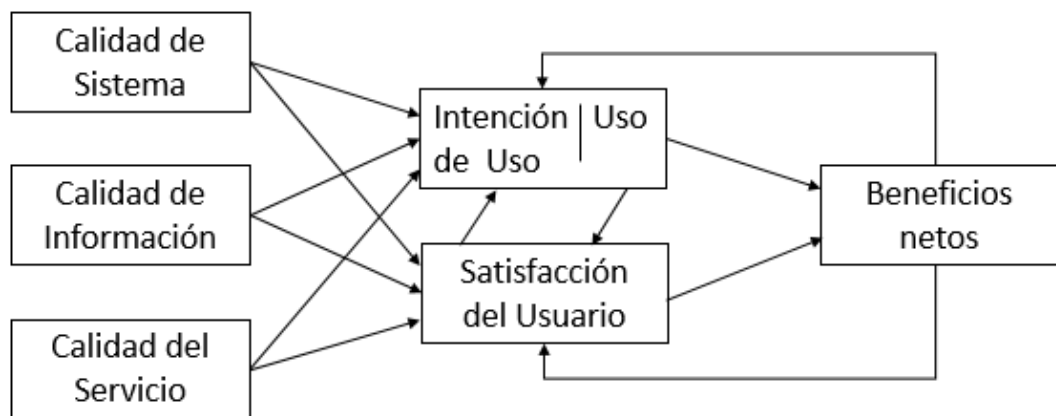 Calidad de
Sistema
Calidad de
Información
Calidad del
Servicio
Intención | Uso
de Uso
Satisfacción
del Usuario
Beneficios
netos